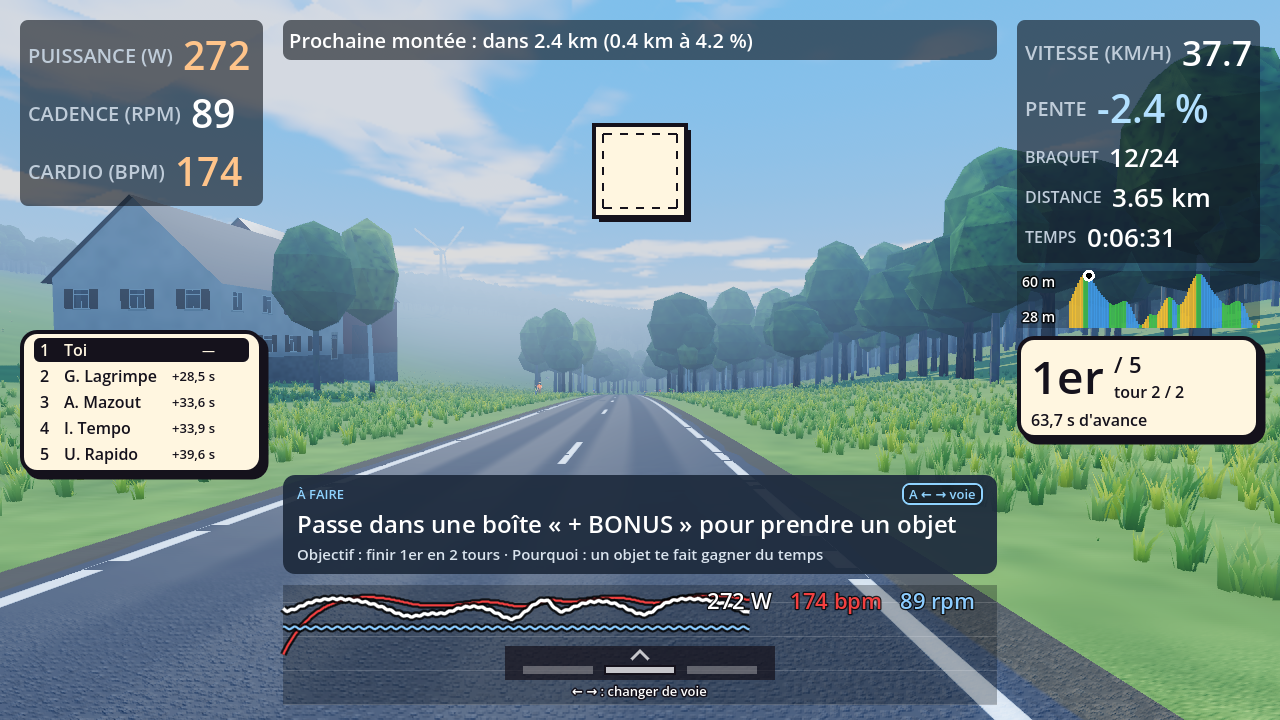 PUISSANCE (W) 272
CADENCE (RPM) 89
CARDIO (BPM) 174
Prochaine montée : dans 2.4 km (0.4 km à 4.2 %)
VITESSE (KM/H) 37.7
PENTE -2.4 %
BRAQUET 12/24
DISTANCE 3.65 km
TEMPS 0:06:31
60 m
28 m
1 Toi —
2 G. Lagrimpe +28,5 s
3 A. Mazout +33,6 s
4 I. Tempo +33,9 s
5 U. Rapido +39,6 s
1er / 5
tour 2 / 2
63,7 s d'avance
À FAIRE
A ← → voie
Passe dans une boîte « + BONUS » pour prendre un objet
Objectif : finir 1er en 2 tours · Pourquoi : un objet te fait gagner du temps
272 W 174 bpm 89 rpm
← → : changer de voie